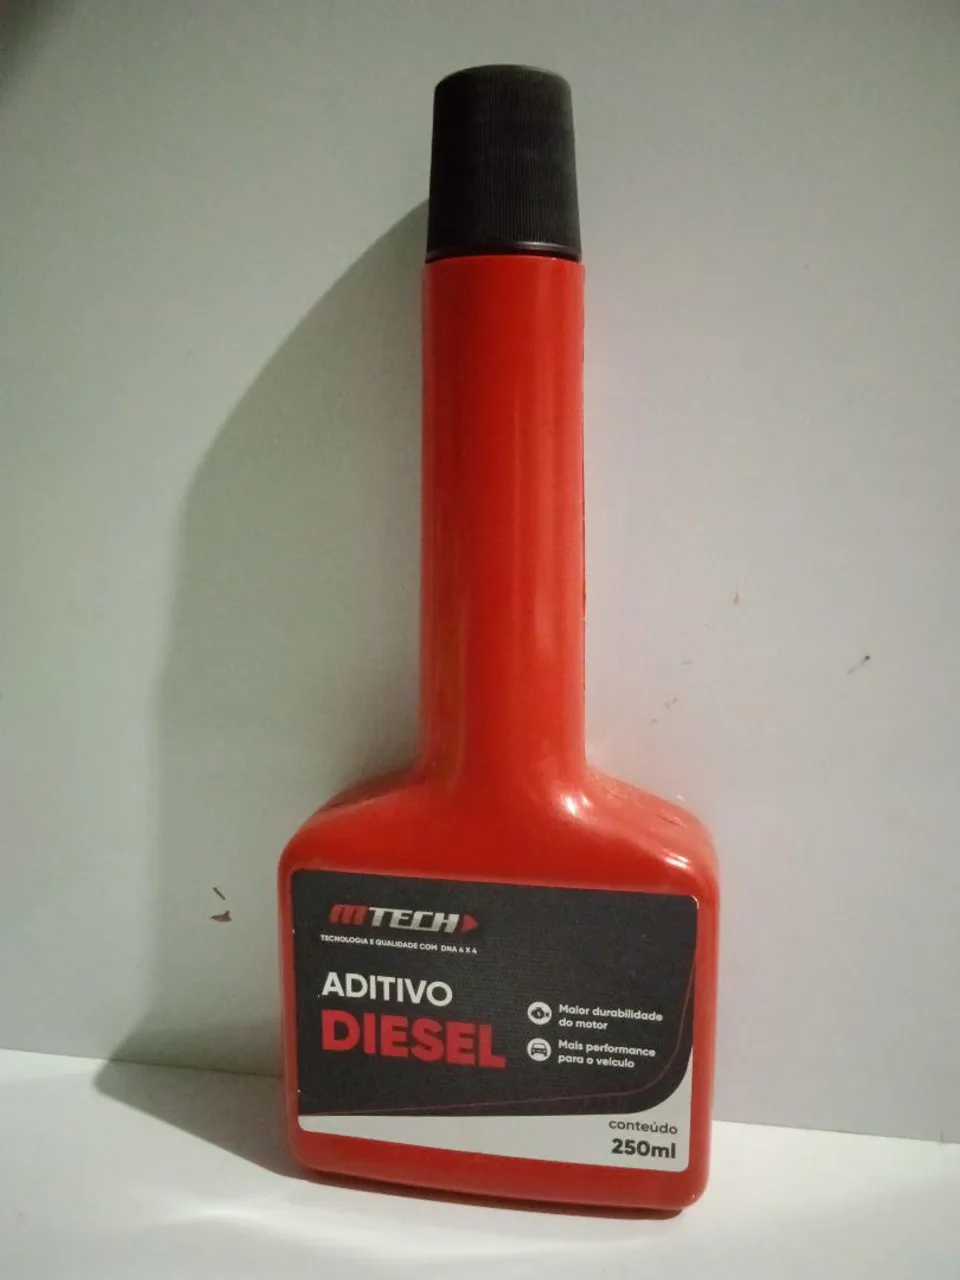 MTECH
TECNOLOGIA E QUALIDADE COM DNA 4 X 4
ADITIVO
DIESEL
Maior durabilidade
do motor
Mais performance
para o veículo
conteúdo
250ml